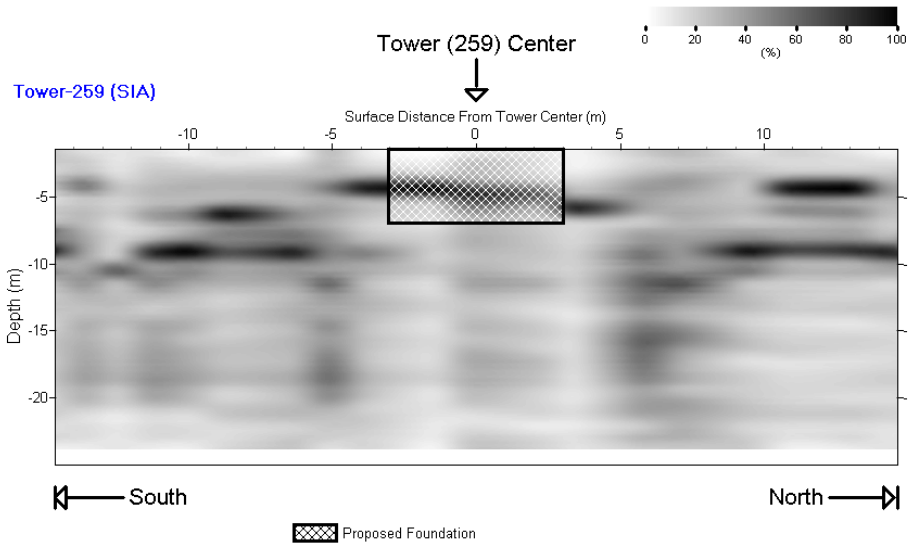 0 20 40 60 80 100
(%)
Tower (259) Center
Tower-259 (SIA)
Surface Distance From Tower Center (m)
-10 -5 0 5 10
Depth (m)
-5
-10
-15
-20
South North
Proposed Foundation